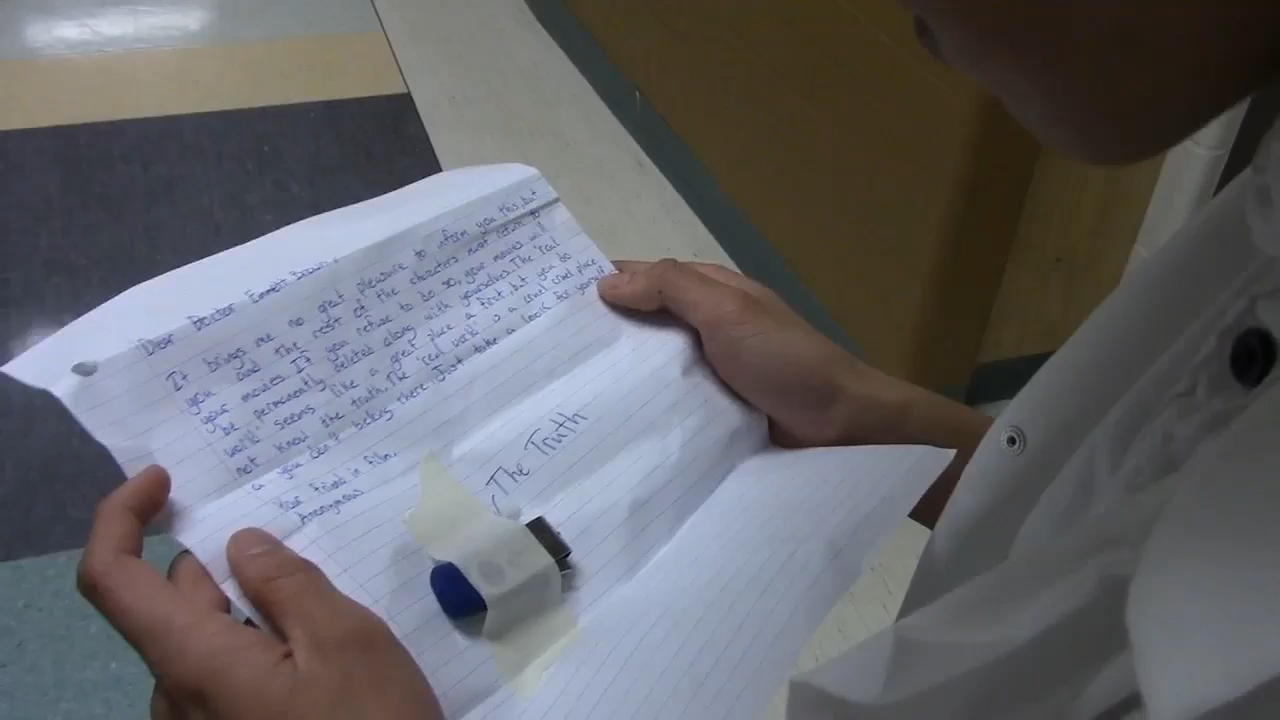 Dear Doctor Emmett Brown,
It brings me no great pleasure to inform you this, but
you and the rest of the characters must return to
your movies. If you refuse to do so, your movies will
be permanently deleted along with yourselves. The "real
world" seems like a great place a first, but you do
not know the truth. The "real world" is a cruel cruel place
a you don't belong there. Just take a look for yourself
Your friend in film,
Anonymous
The Truth